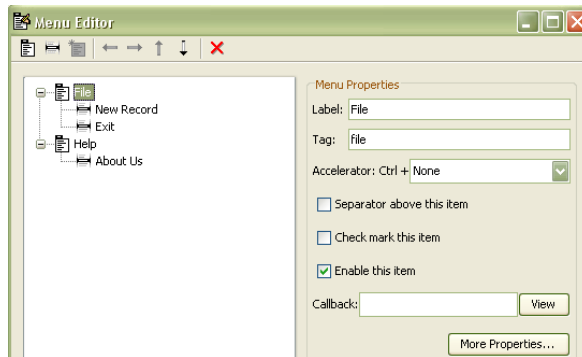 Menu Editor
File
New Record
Exit
Help
About Us
Menu Properties
Label: File
Tag: file
Accelerator: Ctrl + None
Separator above this item
Check mark this item
Enable this item
Callback: View
More Properties...